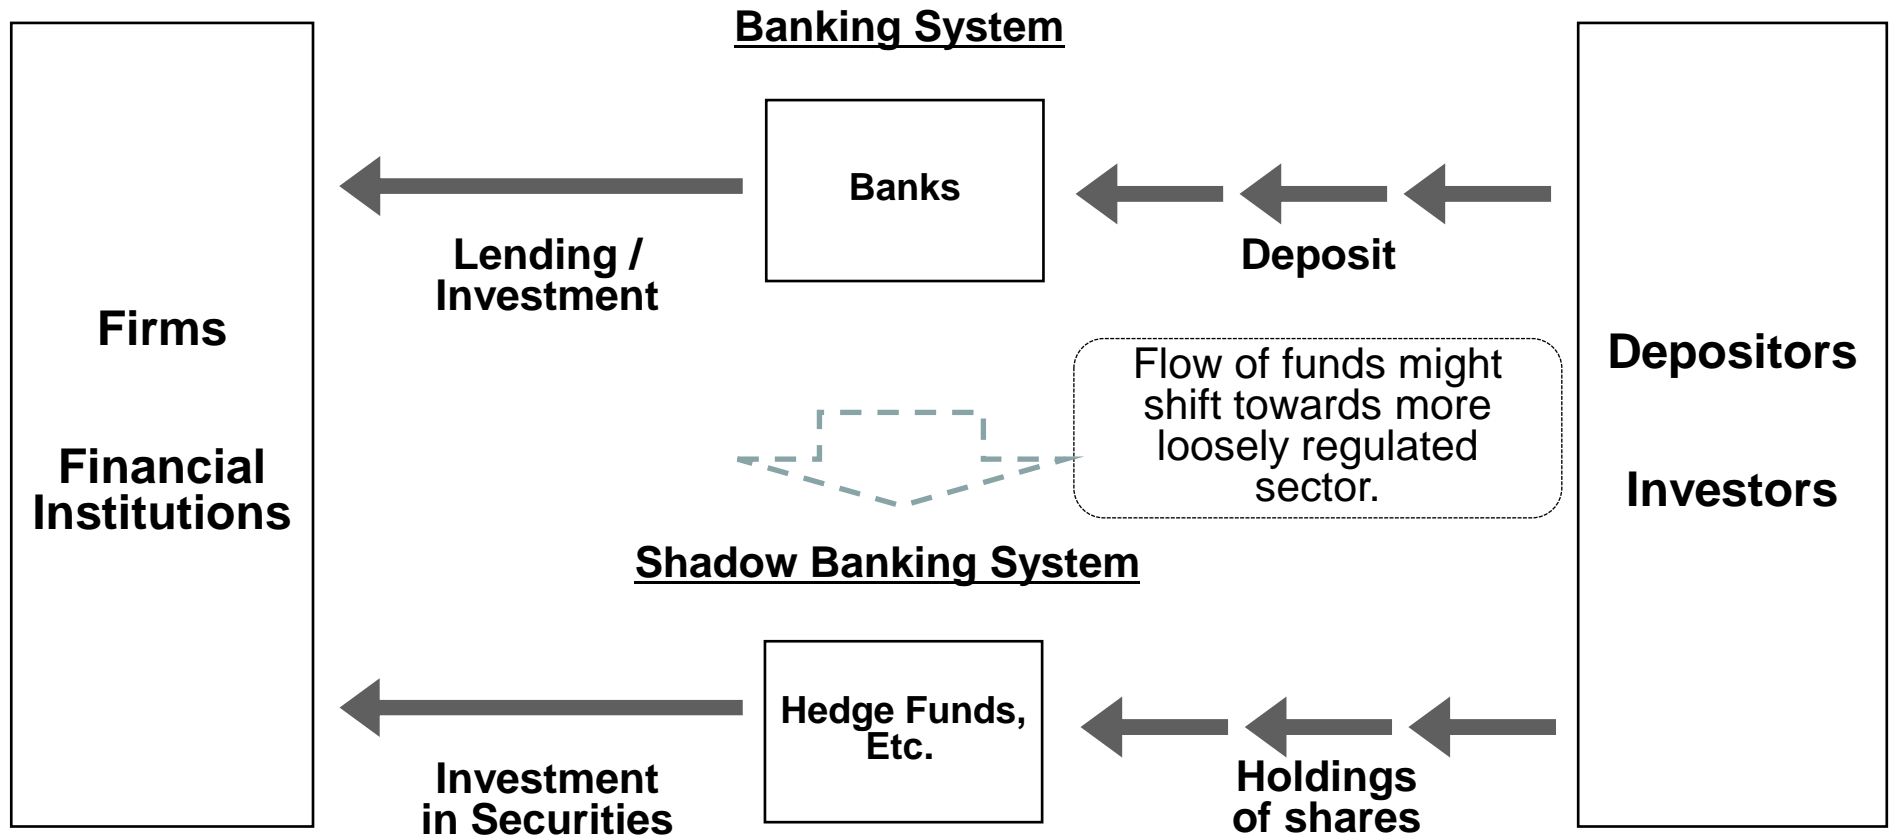 Banking System
Banks
Lending /
Investment
Deposit
Firms
Financial
Institutions
Flow of funds might
shift towards more
loosely regulated
sector.
Depositors
Investors
Shadow Banking System
Hedge Funds,
Etc.
Investment
in Securities
Holdings
of shares